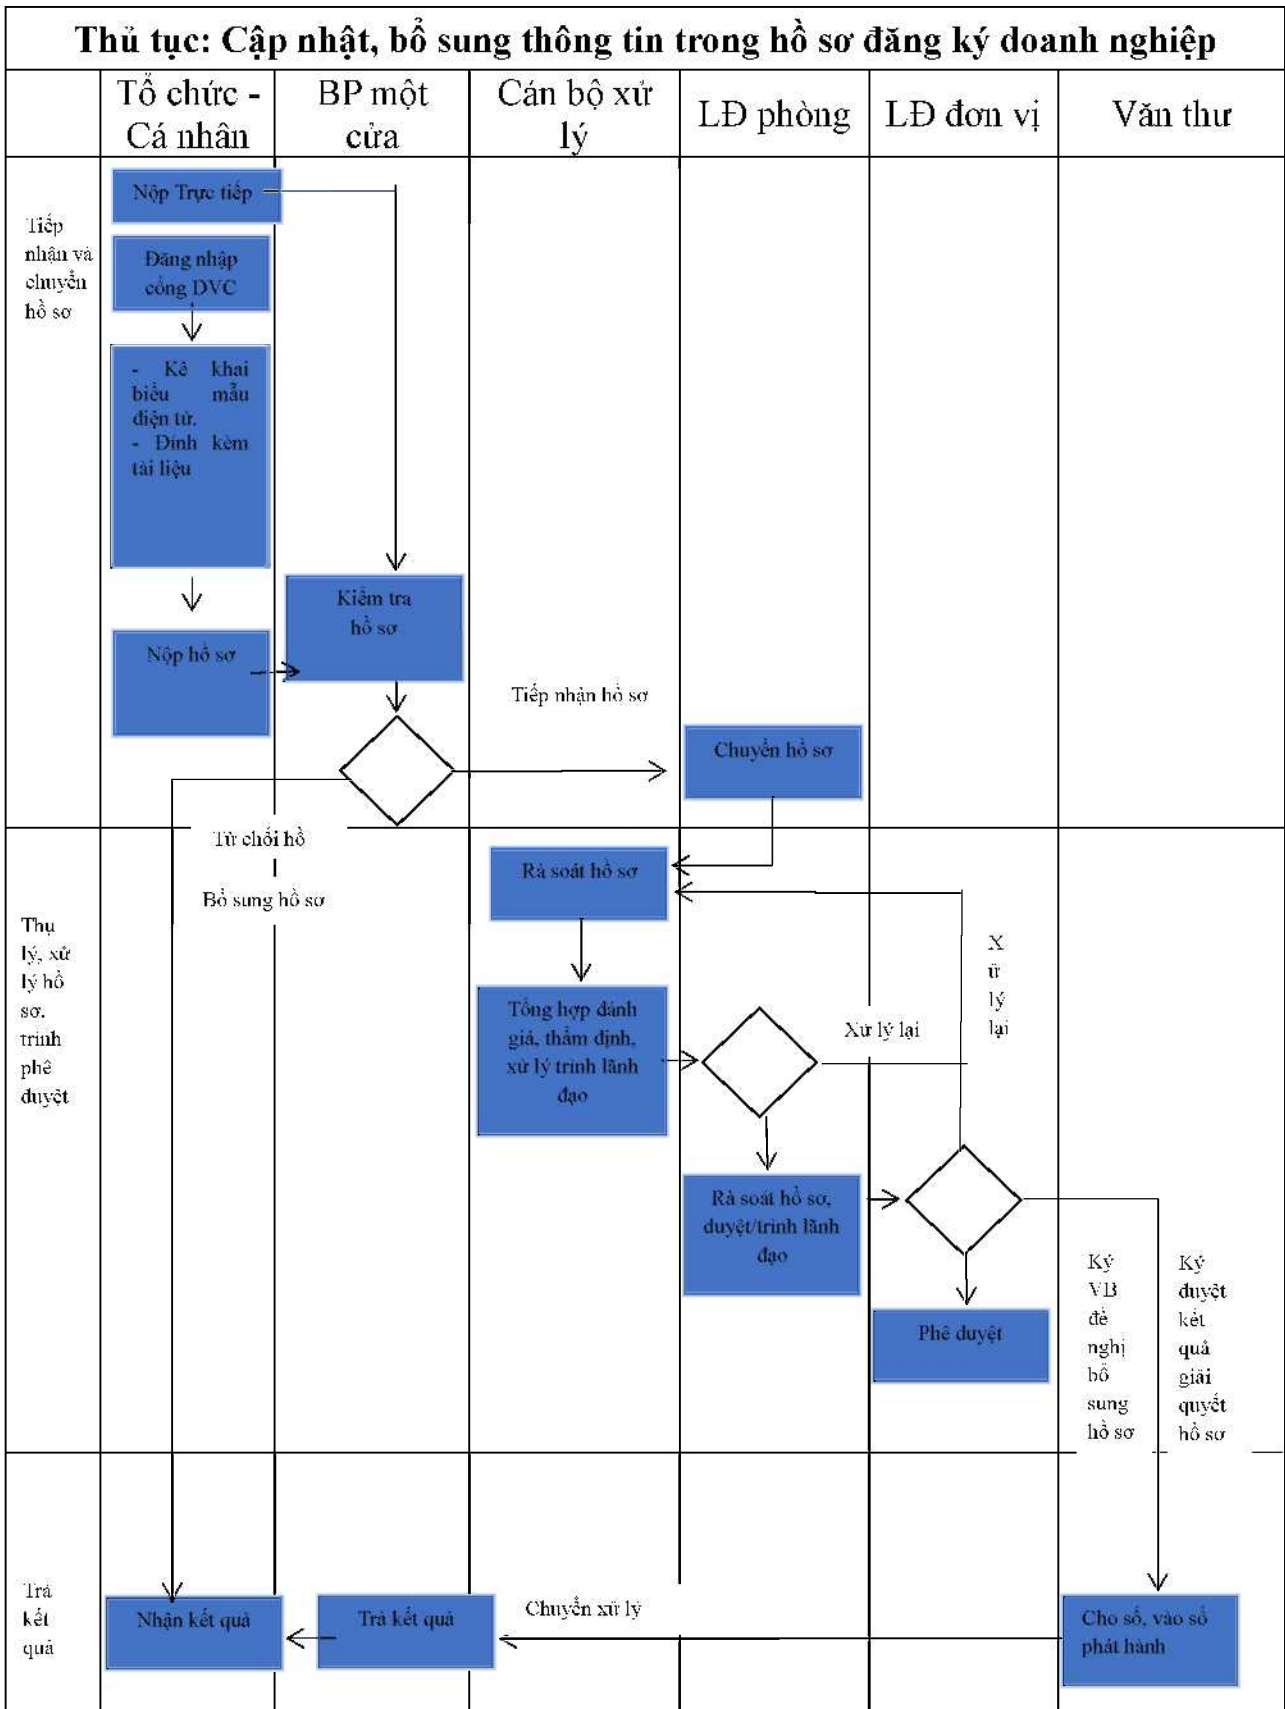 Thủ tục: Cập nhật, bổ sung thông tin trong hồ sơ đăng ký doanh nghiệp
Tổ chức -
Cá nhân
BP một
cửa
Cán bộ xử
lý
LĐ phòng
LĐ đơn vị
Văn thư
Tiếp
nhận và
chuyển
hồ sơ
Nộp Trực tiếp
Đăng nhập
cổng DVC
- Kê khai
biểu mẫu
điện tử.
- Đính kèm
tài liệu
Nộp hồ sơ
Kiểm tra
hồ sơ
Tiếp nhận hồ sơ
Chuyển hồ sơ
Từ chối hồ
Bổ sung hồ sơ
Thụ
lý, xử
lý hồ
sơ.
trình
phê
duyệt
Rà soát hồ sơ
Tổng hợp đánh
giá, thẩm định,
xử lý trình lãnh
đạo
Xử lý lại
X
ử
lý
lại
Rà soát hồ sơ,
duyệt/trình lãnh
đạo
Phê duyệt
Ký
VB
đề
nghị
bổ
sung
hồ sơ
Ký
duyệt
kết
quả
giải
quyết
hồ sơ
Trả
kết
quả
Nhận kết quả
Trả kết quả
Chuyển xử lý
Cho số, vào sổ
phát hành